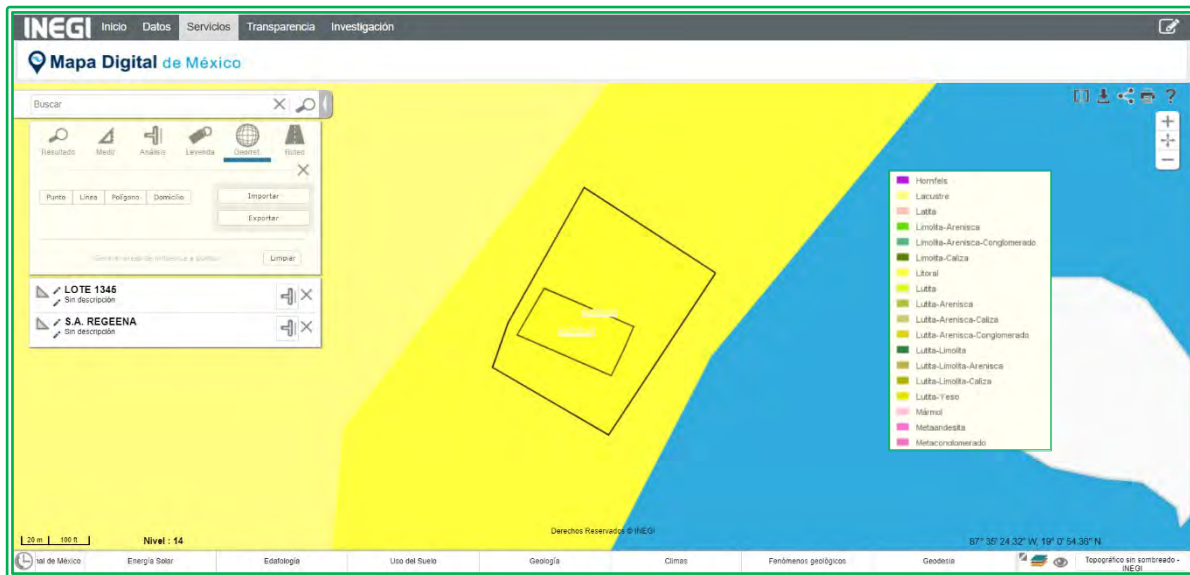 INEGI Inicio Datos Servicios Transparencia Investigación
Mapa Digital de México
Buscar
Resultado Medir Análisis Leyenda Georref. Ruteo
Punto Línea Polígono Domicilio
Importar
Exportar
Limpiar
LOTE 1346
Sin descripción
S.A. REGEENA
Sin descripción
Hornfels
Lacustre
Latita
Limolita-Arenisca
Limolita-Arenisca-Conglomerado
Limolita-Caliza
Litoral
Lutita
Lutita-Arenisca
Lutita-Arenisca-Caliza
Lutita-Arenisca-Conglomerado
Lutita-Limolita
Lutita-Limolita-Arenisca
Lutita-Limolita-Caliza
Lutita-Yeso
Mármol
Metaandesita
Metaconglomerado
Derechos Reservados © INEGI
20 m 100 ft Nivel : 14
87° 35' 24.32" W, 19° 0' 54.36" N
nal de México Energía Solar Edafología Uso del Suelo Geología Climas Fenómenos geológicos Geodesia
Topográfico sin sombreado -
INEGI